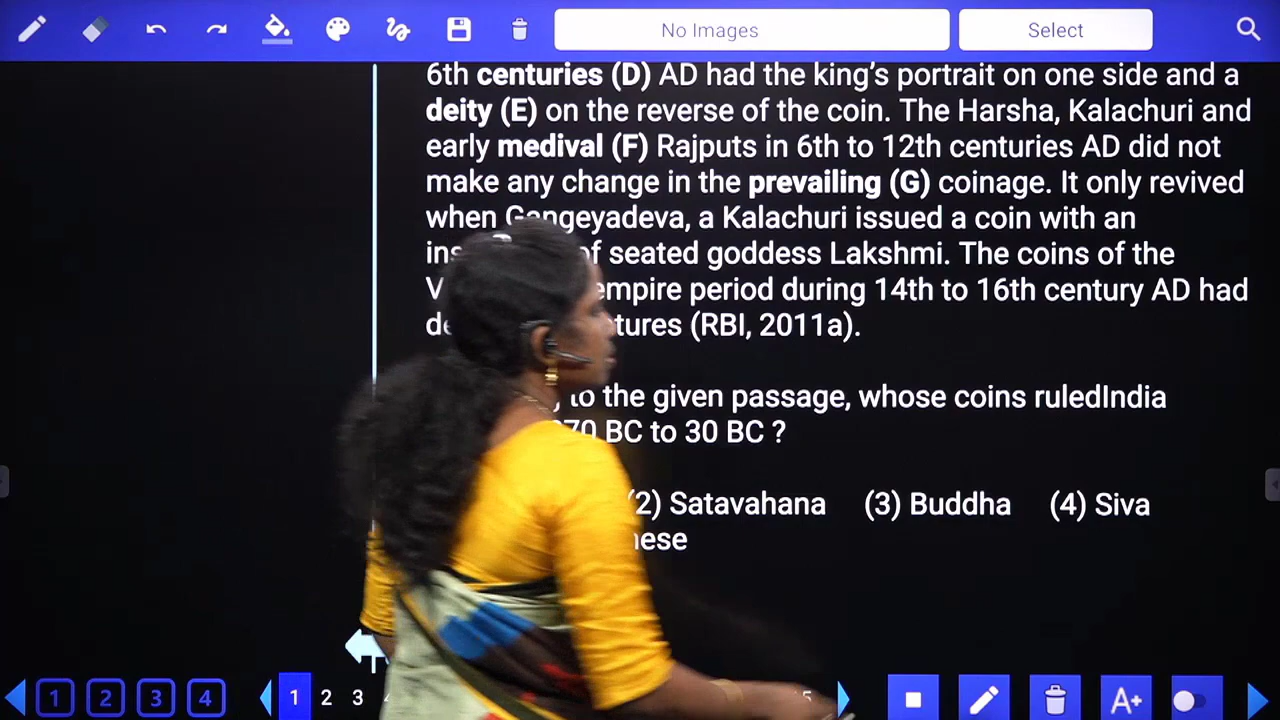 No Images
Select
6th centuries (D) AD had the king's portrait on one side and a
deity (E) on the reverse of the coin. The Harsha, Kalachuri and
early medival (F) Rajputs in 6th to 12th centuries AD did not
make any change in the prevailing (G) coinage. It only revived
when Gangeyadeva, a Kalachuri issued a coin with an
of seated goddess Lakshmi. The coins of the
empire period during 14th to 16th century AD had
(RBI, 2011a).
to the given passage, whose coins ruledIndia
BC to 30 BC ?
(2) Satavahana (3) Buddha (4) Siva
1 2 3 4
1 2 3
A+